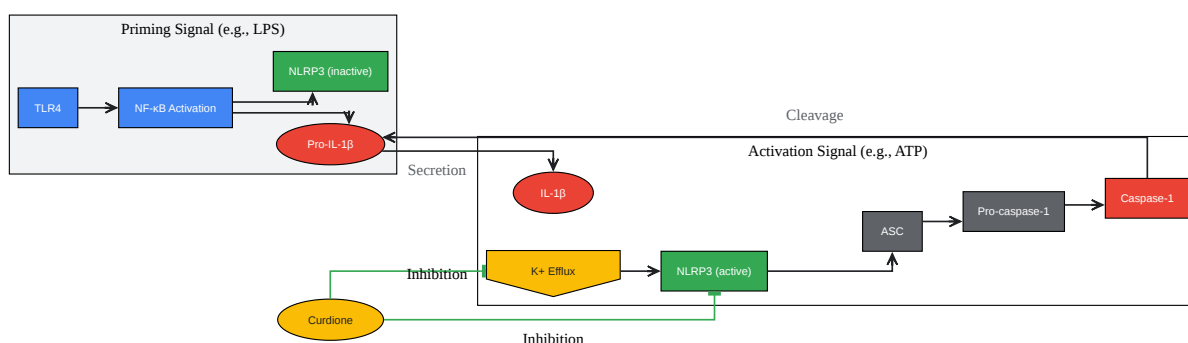 Priming Signal (e.g., LPS)
NLRP3 (inactive)
TLR4
NF-κB Activation
Pro-IL-1β
Cleavage
Activation Signal (e.g., ATP)
Secretion
IL-1β
Caspase-1
Pro-caspase-1
ASC
Inhibition
K+ Efflux
NLRP3 (active)
Curdione
Inhibition